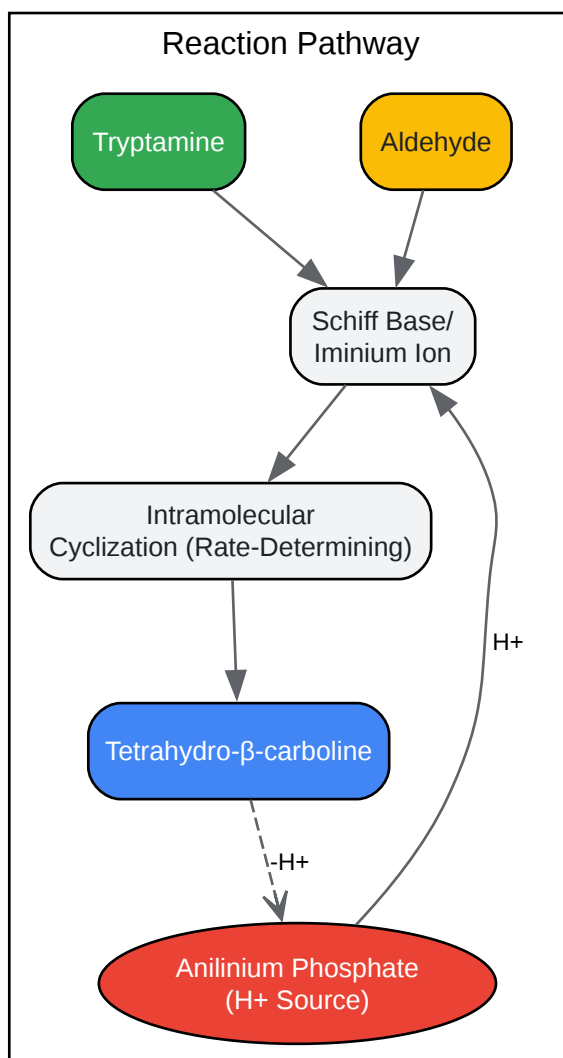 Reaction Pathway
Tryptamine
Aldehyde
Schiff Base/
Iminium Ion
Intramolecular
Cyclization (Rate-Determining)
H+
Tetrahydro-β-carboline
-H+
Anilinium Phosphate
(H+ Source)